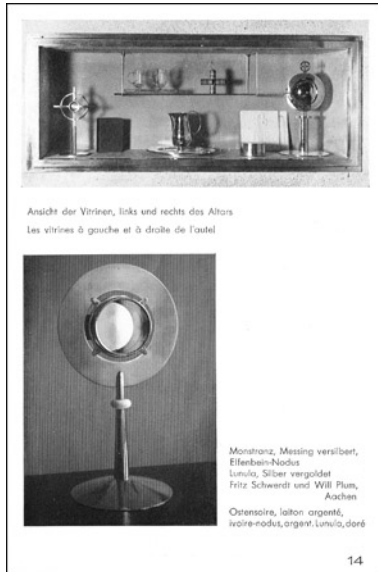 Ansicht der Vitrinen, links und rechts des Altars
Les vitrines à gauche et à droite de l'autel
Monstranz, Messing versilbert,
Elfenbein-Nodus
Lunula, Silber vergoldet
Fritz Schwerdt und Will Plum,
Aachen
Ostensoire, laiton argenté,
ivoire-nodus, argent. Lunula, doré
14